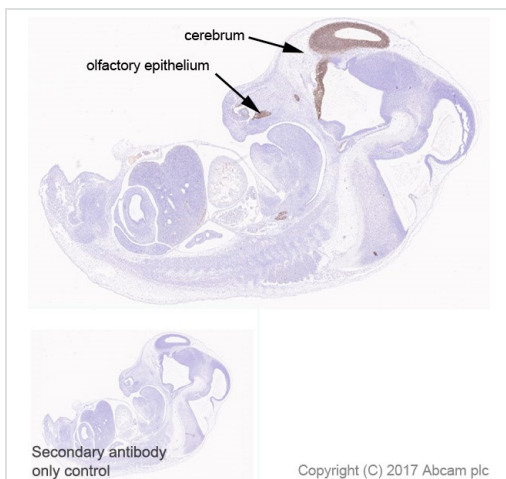 cerebrum
olfactory epithelium
Secondary antibody
only control
Copyright (C) 2017 Abcam plc